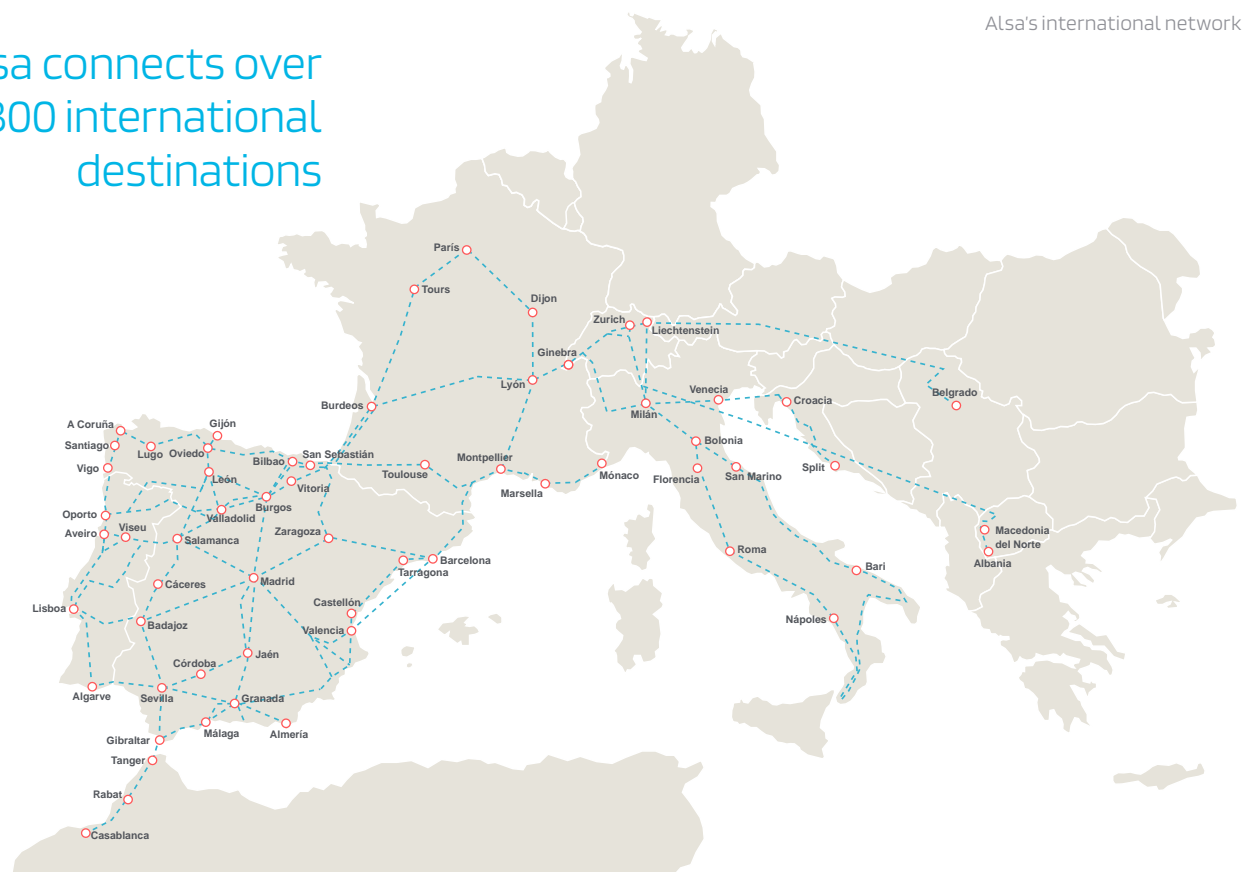 Alsa's international network
sa connects over
300 international
destinations
París
Tours
Dijon
Zurich
Liechtenstein
Ginebra
Lyón
Venecia
Belgrado
Burdeos
Milán
Croacia
A Coruña
Gijón
Santiago
Lugo
Oviedo
Bilbao
San Sebastián
Bolonia
Vigo
León
Vitoria
Toulouse
Montpellier
Mónaco
Florencia
San Marino
Split
Marsella
Burgos
Oporto
Valladolid
Viseu
Aveiro
Salamanca
Zaragoza
Macedonia
del Norte
Albania
Roma
Barcelona
Tarragona
Bari
Cáceres
Madrid
Lisboa
Castellón
Badajoz
Valencia
Nápoles
Jaén
Córdoba
Algarve
Sevilla
Granada
Málaga
Almería
Gibraltar
Tanger
Rabat
Casablanca